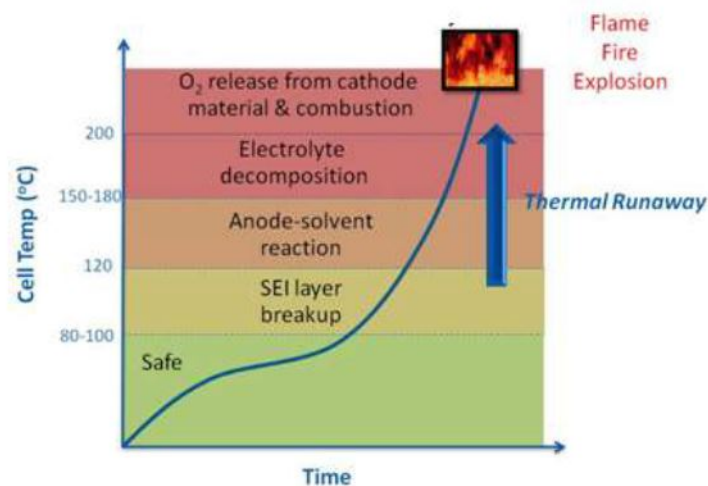 Flame
Fire
Explosion
O₂ release from cathode
material & combustion
200
Electrolyte
decomposition
150-180
Thermal Runaway
Anode-solvent
reaction
Cell Temp (°C)
120
SEI layer
breakup
80-100
Safe
Time